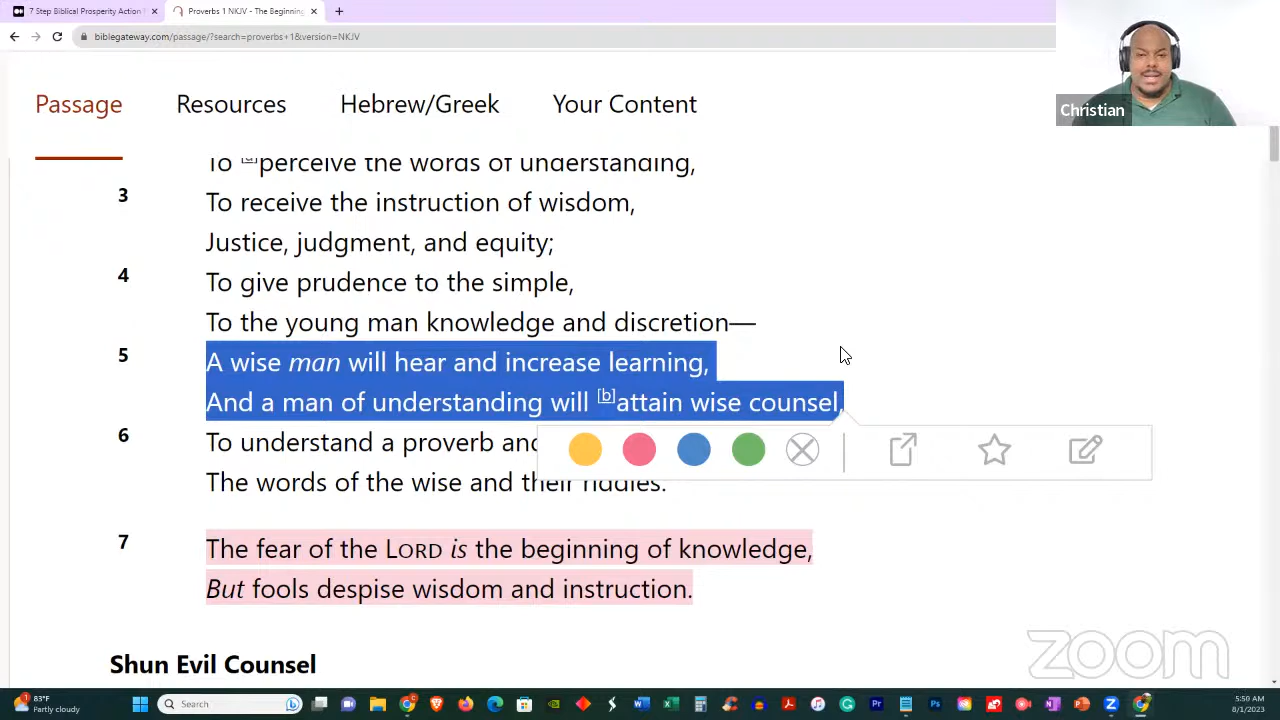 7 Step Biblical Prosperity Action
Proverbs 1 NKJV - The Beginning
biblegateway.com/passage/?search=proverbs+1&version=NKJV
Christian
Passage
Resources
Hebrew/Greek
Your Content
To [a]perceive the words of understanding,
3
To receive the instruction of wisdom,
Justice, judgment, and equity;
4
To give prudence to the simple,
To the young man knowledge and discretion—
5
A wise man will hear and increase learning,
And a man of understanding will [b]attain wise counsel,
6
To understand a proverb and
The words of the wise and their riddles.
7
The fear of the LORD is the beginning of knowledge,
But fools despise wisdom and instruction.
Shun Evil Counsel
zoom
83°F
Partly cloudy
Search
5:50 AM
8/1/2023